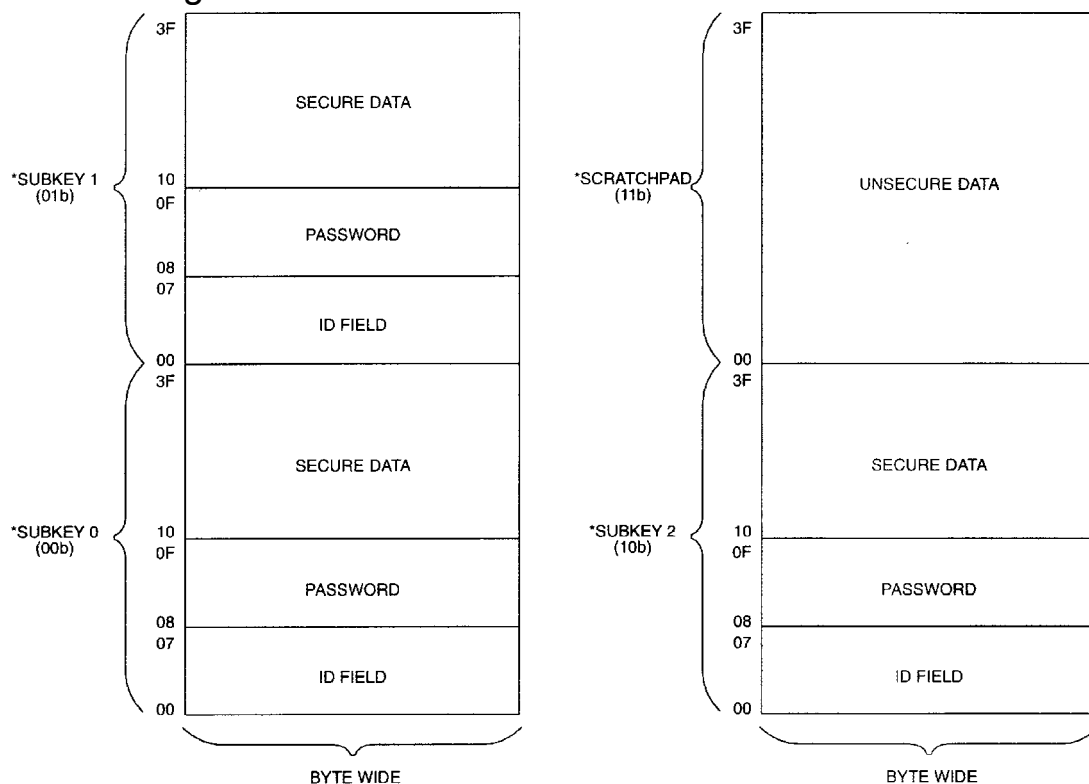 3F
SECURE DATA
*SUBKEY 1
(01b)
10
0F
PASSWORD
08
07
ID FIELD
00
3F
SECURE DATA
*SUBKEY 0
(00b)
10
0F
PASSWORD
08
07
ID FIELD
00
BYTE WIDE
3F
*SCRATCHPAD
(11b)
UNSECURE DATA
00
3F
SECURE DATA
*SUBKEY 2
(10b)
10
0F
PASSWORD
08
07
ID FIELD
00
BYTE WIDE